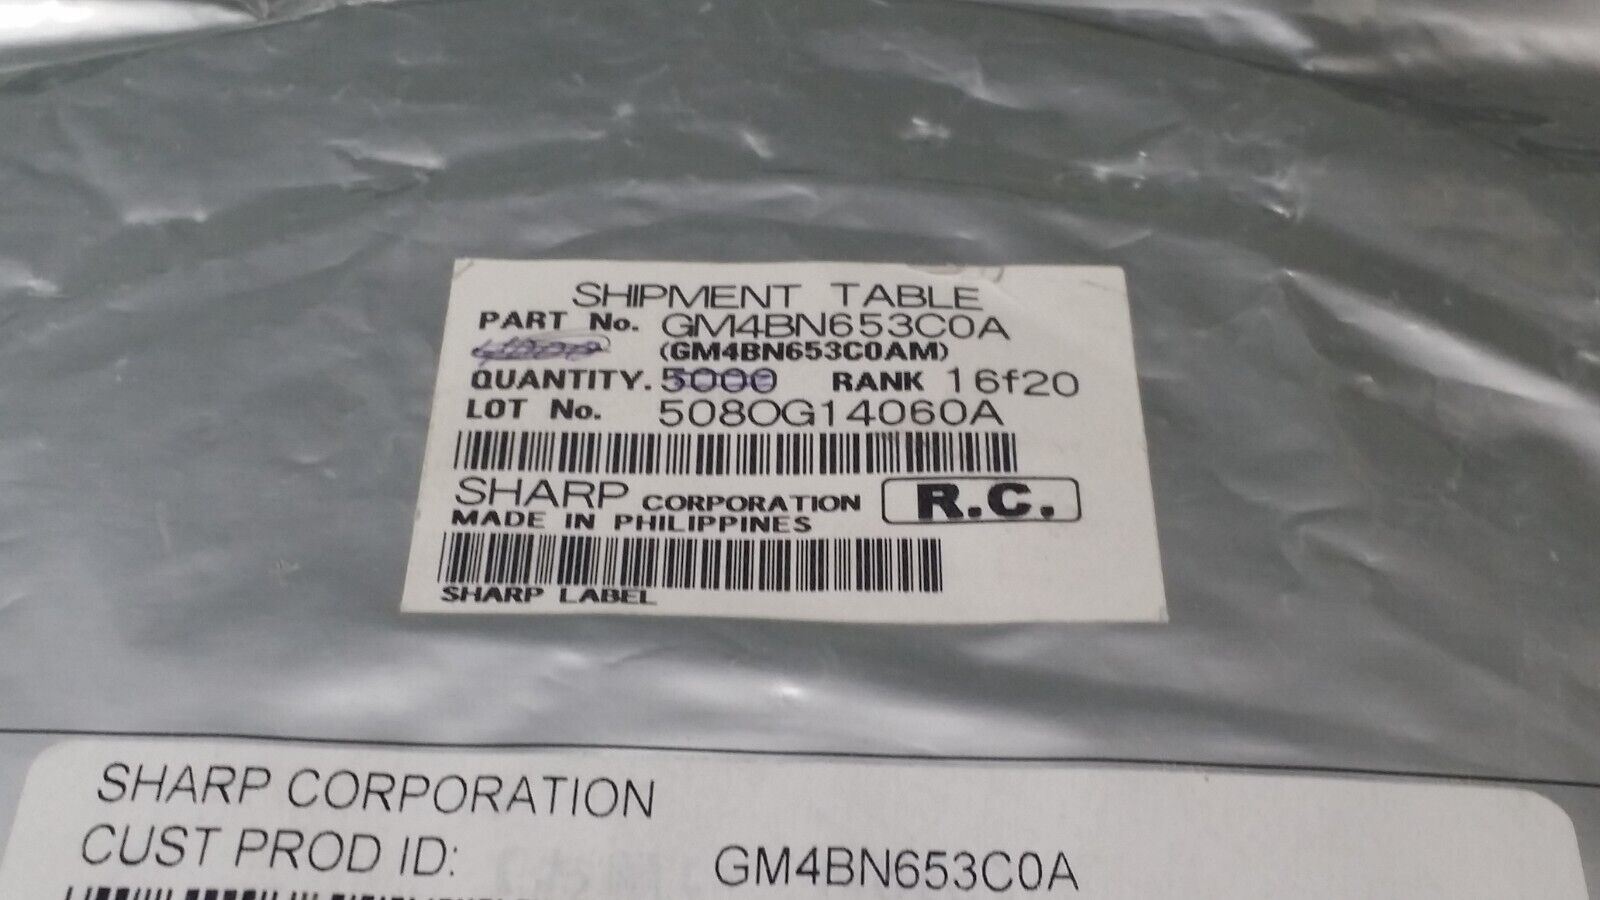 SHIPMENT TABLE
PART No. GM4BN653C0A
(GM4BN653C0AM)
QUANTITY. 5000 RANK 16f20
LOT No. 5080G14060A
SHARP CORPORATION R.C.
MADE IN PHILIPPINES
SHARP LABEL
SHARP CORPORATION
CUST PROD ID: GM4BN653C0A